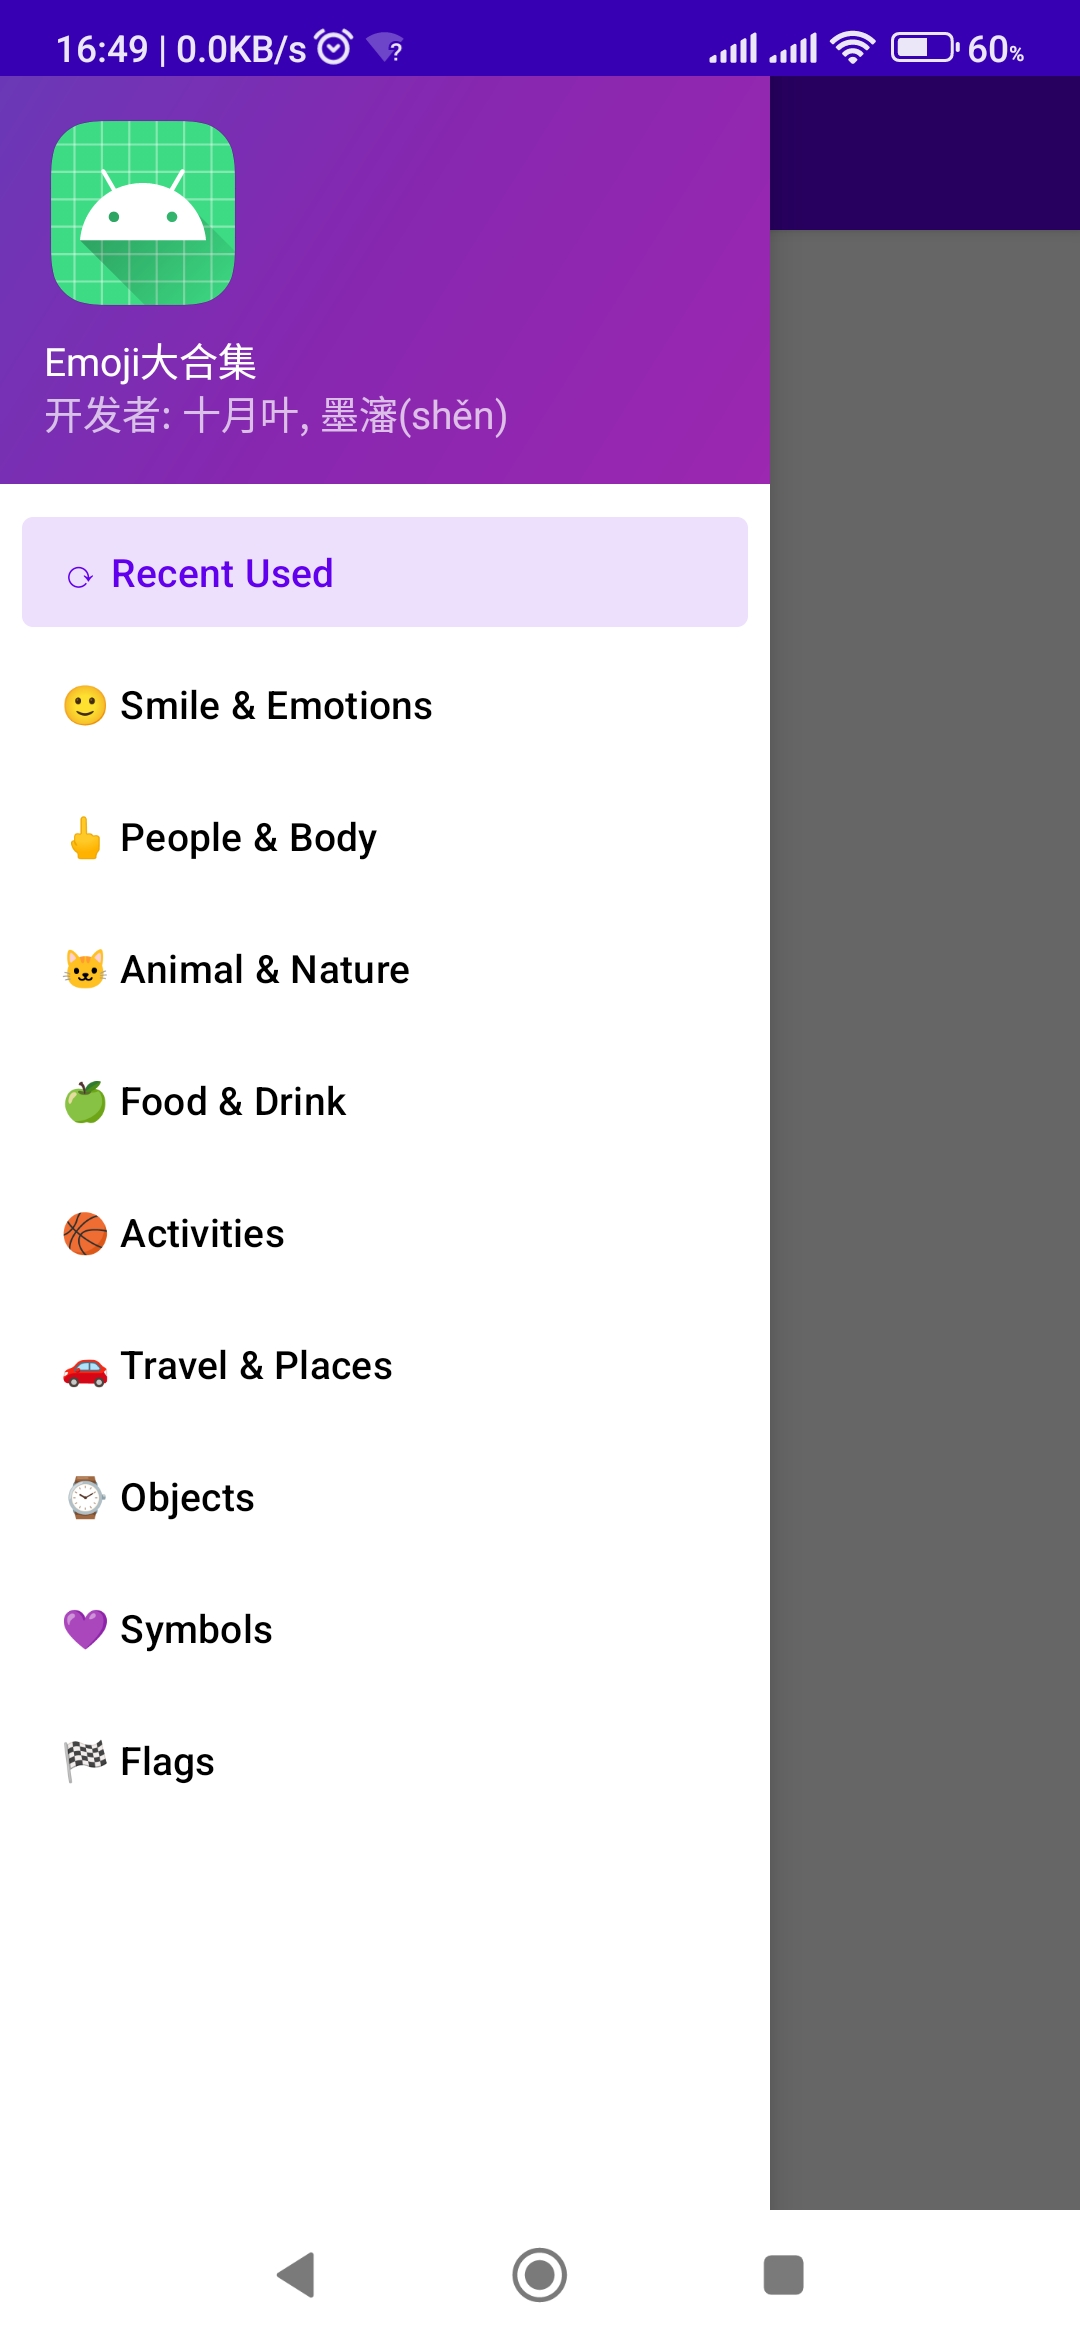 16:49 | 0.0KB/s 60%
Emoji大合集
开发者: 十月叶, 墨瀋(shěn)
Recent Used
Smile & Emotions
People & Body
Animal & Nature
Food & Drink
Activities
Travel & Places
Objects
Symbols
Flags